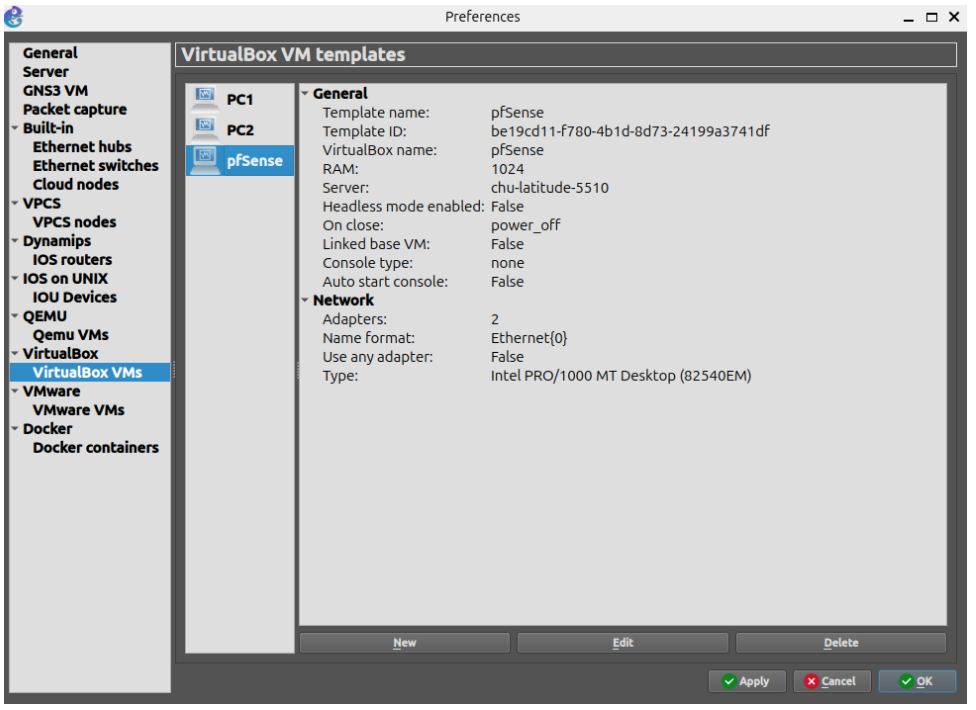 Preferences
General
Server
GNS3 VM
Packet capture
Built-in
Ethernet hubs
Ethernet switches
Cloud nodes
VPCS
VPCS nodes
Dynamips
IOS routers
IOS on UNIX
IOU Devices
QEMU
Qemu VMs
VirtualBox
VirtualBox VMs
VMware
VMware VMs
Docker
Docker containers
VirtualBox VM templates
PC1
PC2
pfSense
General
Template name: pfSense
Template ID: be19cd11-f780-4b1d-8d73-24199a3741df
VirtualBox name: pfSense
RAM: 1024
Server: chu-latitude-5510
Headless mode enabled: False
On close: power_off
Linked base VM: False
Console type: none
Auto start console: False
Network
Adapters: 2
Name format: Ethernet{0}
Use any adapter: False
Type: Intel PRO/1000 MT Desktop (82540EM)
New Edit Delete
Apply Cancel OK